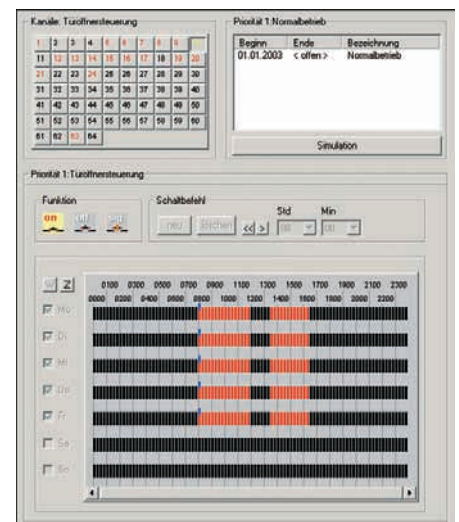 Kanäle: Türöffnersteuerung
1 2 3 4 5 6 7 8 9
11 12 13 14 15 16 17 18 19 20
21 22 23 24 25 26 27 28 29 30
31 32 33 34 35 36 37 38 39 40
41 42 43 44 45 46 47 48 49 50
51 52 53 54 55 56 57 58 59 60
61 62 63 64
Priorität 1:Normalbetrieb
Beginn Ende Bezeichnung
01.01.2003 < offen > Normalbetrieb
Simulation
Priorität 1: Türöffnersteuerung
Funktion
on off
Schaltbefehl
neu löschen << >
Std Min
00 00
W Z
0100 0300 0500 0700 0900 1100 1300 1500 1700 1900 2100 2300
0000 0200 0400 0600 0800 1000 1200 1400 1600 1800 2000 2200
Mo
Di
Mi
Do
Fr
Sa
So